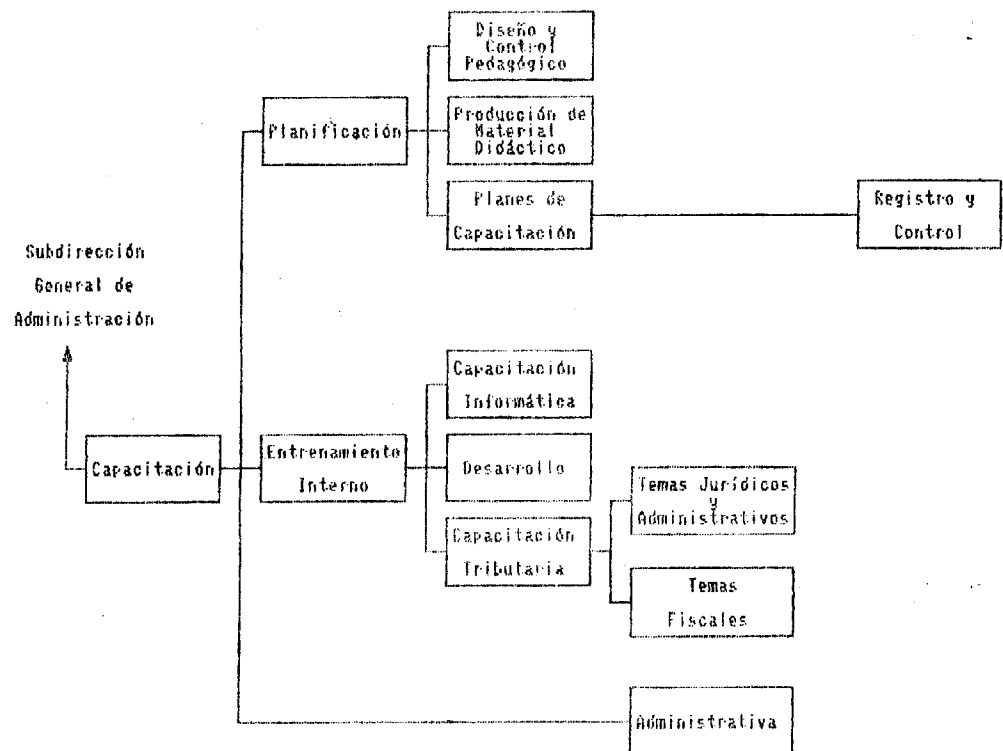 Diseño y
Control
Pedagógico
Planificación
Producción de
Material
Didáctico
Planes de
Capacitación
Registro y
Control
Subdirección
General de
Administración
Capacitación
Entrenamiento
Interno
Capacitación
Informática
Desarrollo
Capacitación
Tributaria
Temas Jurídicos
y
Administrativos
Temas
Fiscales
Administrativa